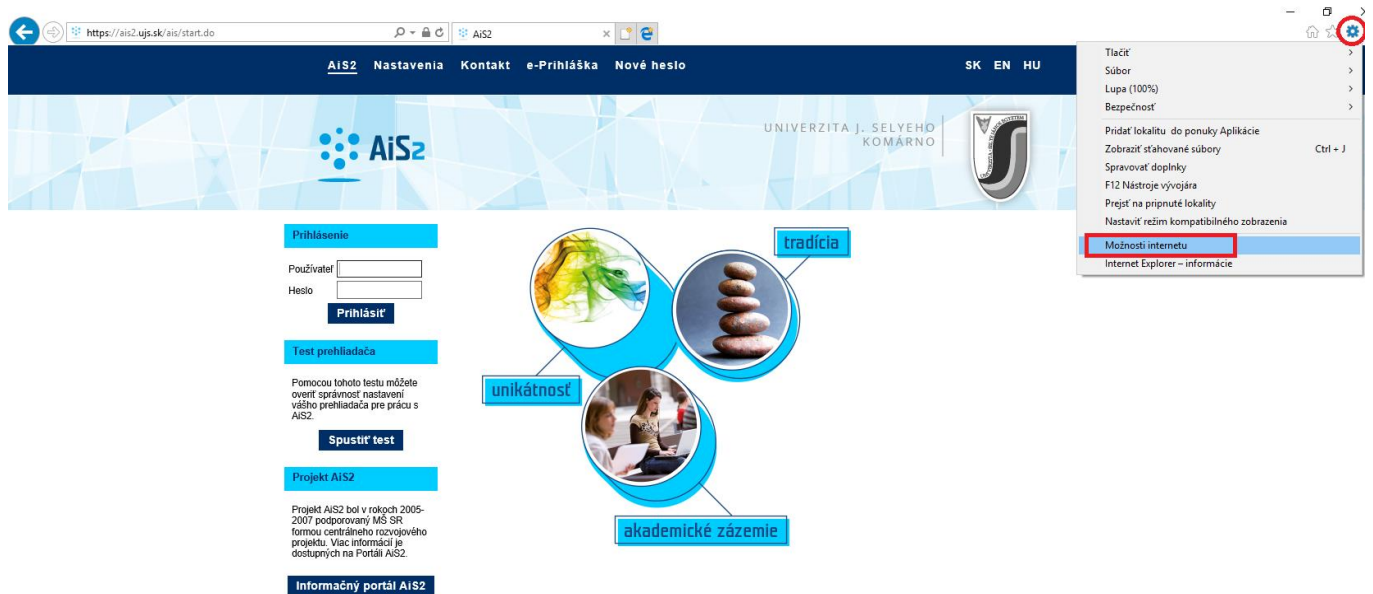 https://ais2.ujs.sk/ais/start.do
AiS2
AiS2 Nastavenia Kontakt e-Prihláška Nové heslo
SK EN HU
AiS2
UNIVERZITA J. SELYEHO
KOMÁRNO
Prihlásenie
Používateľ
Heslo
Prihlásiť
Test prehliadača
Pomocou tohoto testu môžete
overiť správnosť nastavení
vášho prehliadača pre prácu s
AiS2.
Spustiť test
Projekt AiS2
Projekt AiS2 bol v rokoch 2005-
2007 podporovaný MŠ SR
formou centrálneho rozvojového
projektu. Viac informácií je
dostupných na Portáli AiS2.
Informačný portál AiS2
tradícia
unikátnosť
akademické zázemie
Tlačiť
Súbor
Lupa (100%)
Bezpečnosť
Pridať lokalitu do ponuky Aplikácie
Zobraziť sťahované súbory Ctrl + J
Spravovať doplnky
F12 Nástroje vývojára
Prejsť na pripnuté lokality
Nastaviť režim kompatibilného zobrazenia
Možnosti internetu
Internet Explorer – informácie